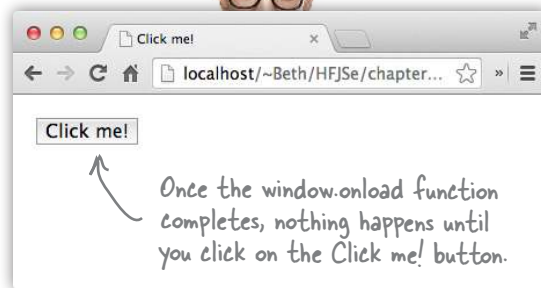 Click me!
localhost/~Beth/HFJSe/chapter...
Click me!
Once the window.onload function
completes, nothing happens until
you click on the Click me! button.